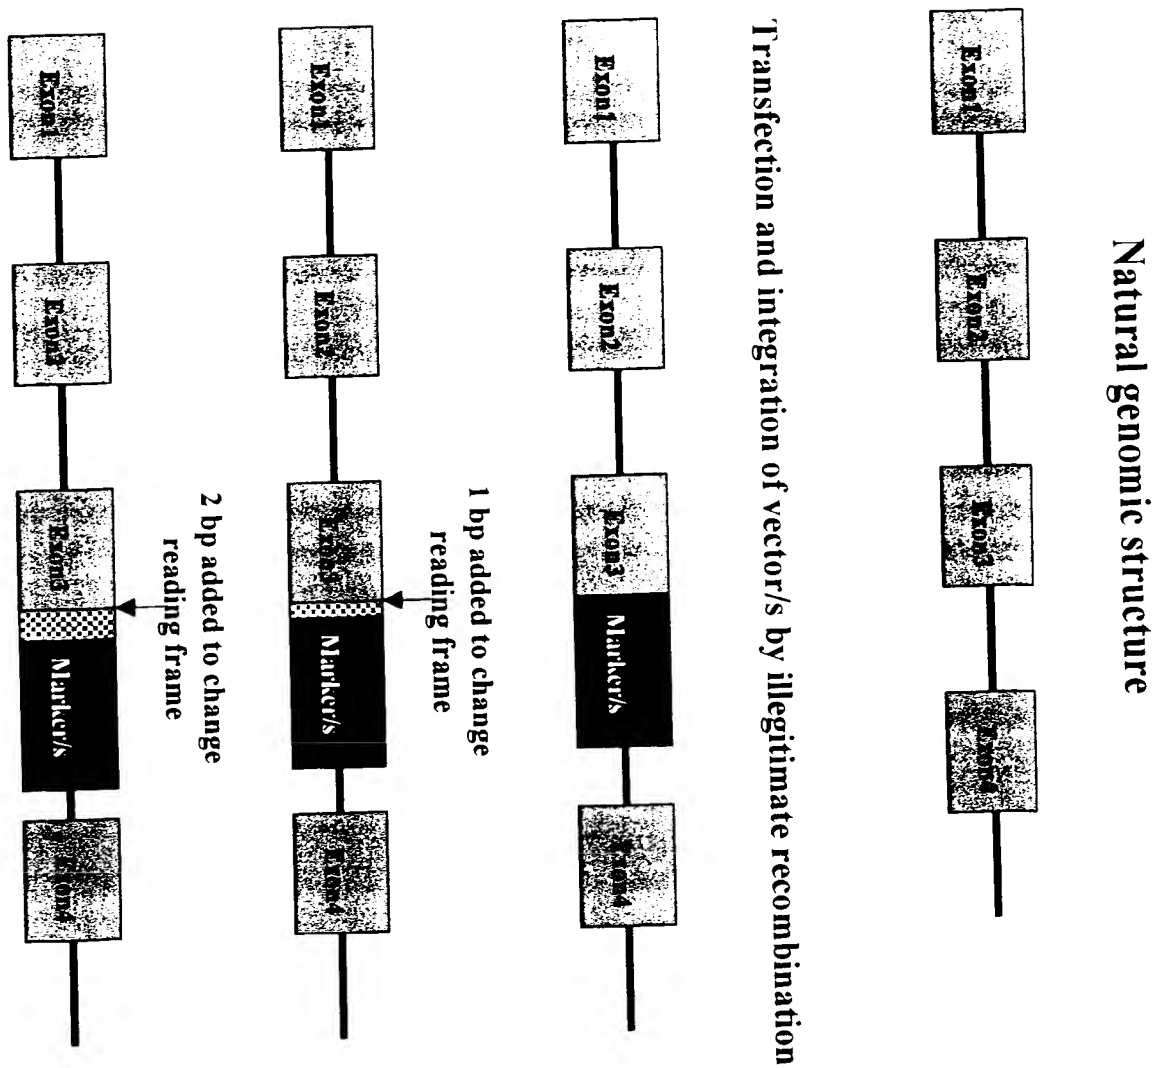 Natural genomic structure
Exon1
Exon2
Exon3
Exon4
Transfection and integration of vector/s by illegitimate recombination
Exon1
Exon2
Exon3
Marker/s
Exon4
1 bp added to change
reading frame
Exon1
Exon2
Exon3
Marker/s
Exon4
2 bp added to change
reading frame
Exon1
Exon2
Exon3
Marker/s
Exon4